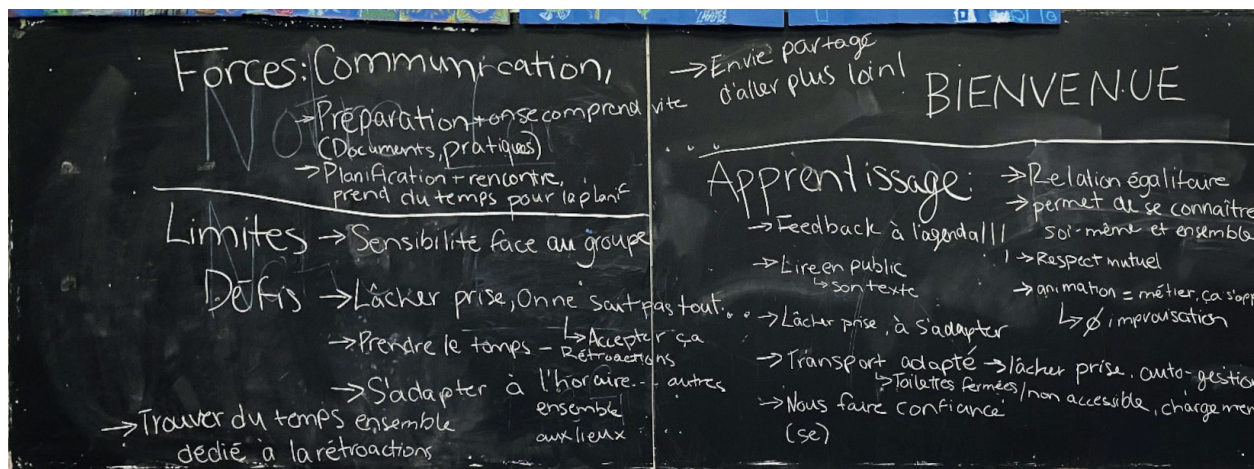 Forces: Communication,
→ Préparation + on se comprend vite
(Documents, pratiques)
→ Planification + rencontre,
prend du temps pour la planif
Limites → Sensibilité face au groupe
Défis → Lâcher prise, On ne sait pas tout...
↳ Accepter ça
→ Prendre le temps - Rétroactions
→ S'adapter à l'horaire... autres
ensemble
aux lieux
→ Trouver du temps ensemble
dédié à la rétroactions
→ Envie partagé
d'aller plus loin!
BIENVENUE
Apprentissage:
→ Feedback à l'agenda!!!
→ Lire en public
↳ son texte
→ Lâcher prise, à s'adapter
→ Transport adapté → lâcher prise, auto-gestion
↳ Toilettes fermées/non accessible,
→ Nous faire confiance
(se)
→ Relation égalitaire
→ permet de se connaître
soi-même et ensemble
→ Respect mutuel
→ animation = métier, ça
↳ ∅ improvisation